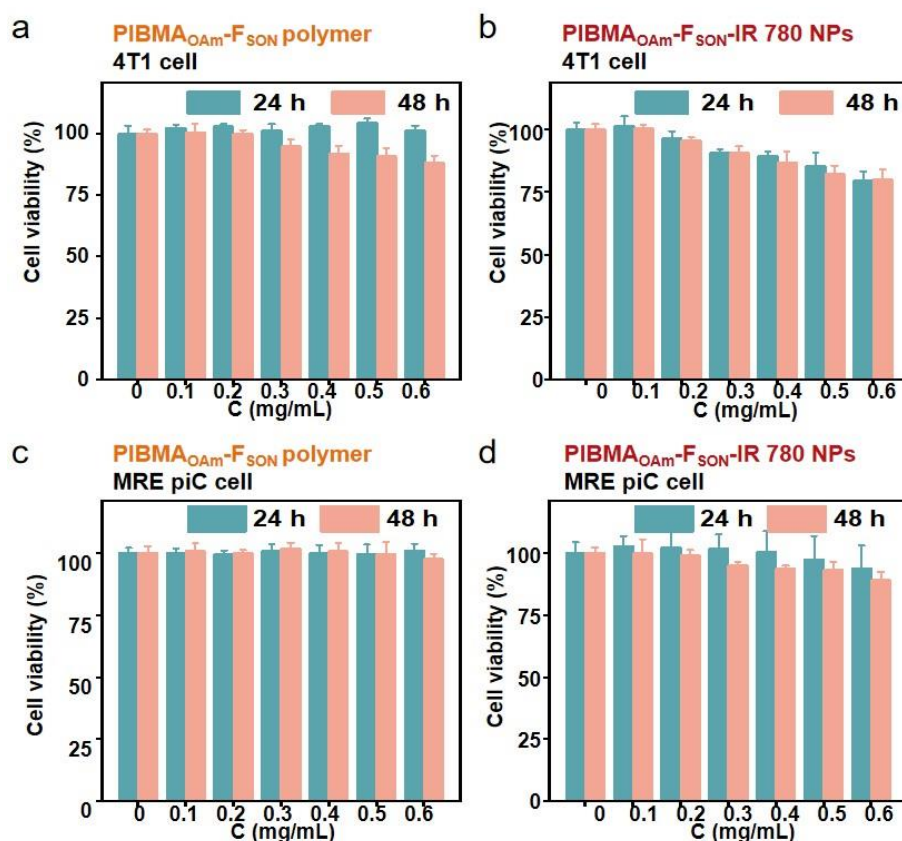 a
PIBMAOAm-FSON polymer
4T1 cell
24 h 48 h
Cell viability (%)
100
75
50
25
0
0 0.1 0.2 0.3 0.4 0.5 0.6
C (mg/mL)
b
PIBMAOAm-FSON-IR 780 NPs
4T1 cell
24 h 48 h
Cell viability (%)
100
75
50
25
0
0 0.1 0.2 0.3 0.4 0.5 0.6
C (mg/mL)
c
PIBMAOAm-FSON polymer
MRE piC cell
24 h 48 h
Cell viability (%)
100
75
50
25
0
0 0.1 0.2 0.3 0.4 0.5 0.6
C (mg/mL)
d
PIBMAOAm-FSON-IR 780 NPs
MRE piC cell
24 h 48 h
Cell viability (%)
100
75
50
25
0
0 0.1 0.2 0.3 0.4 0.5 0.6
C (mg/mL)